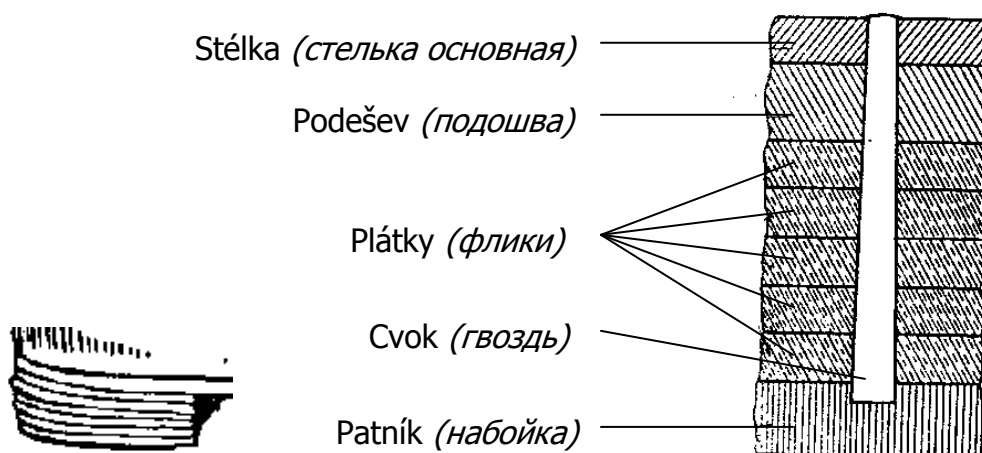 Stélka (стелька основная)
Podešev (подошва)
Plátky (флики)
Cvok (гвоздь)
Patník (набойка)